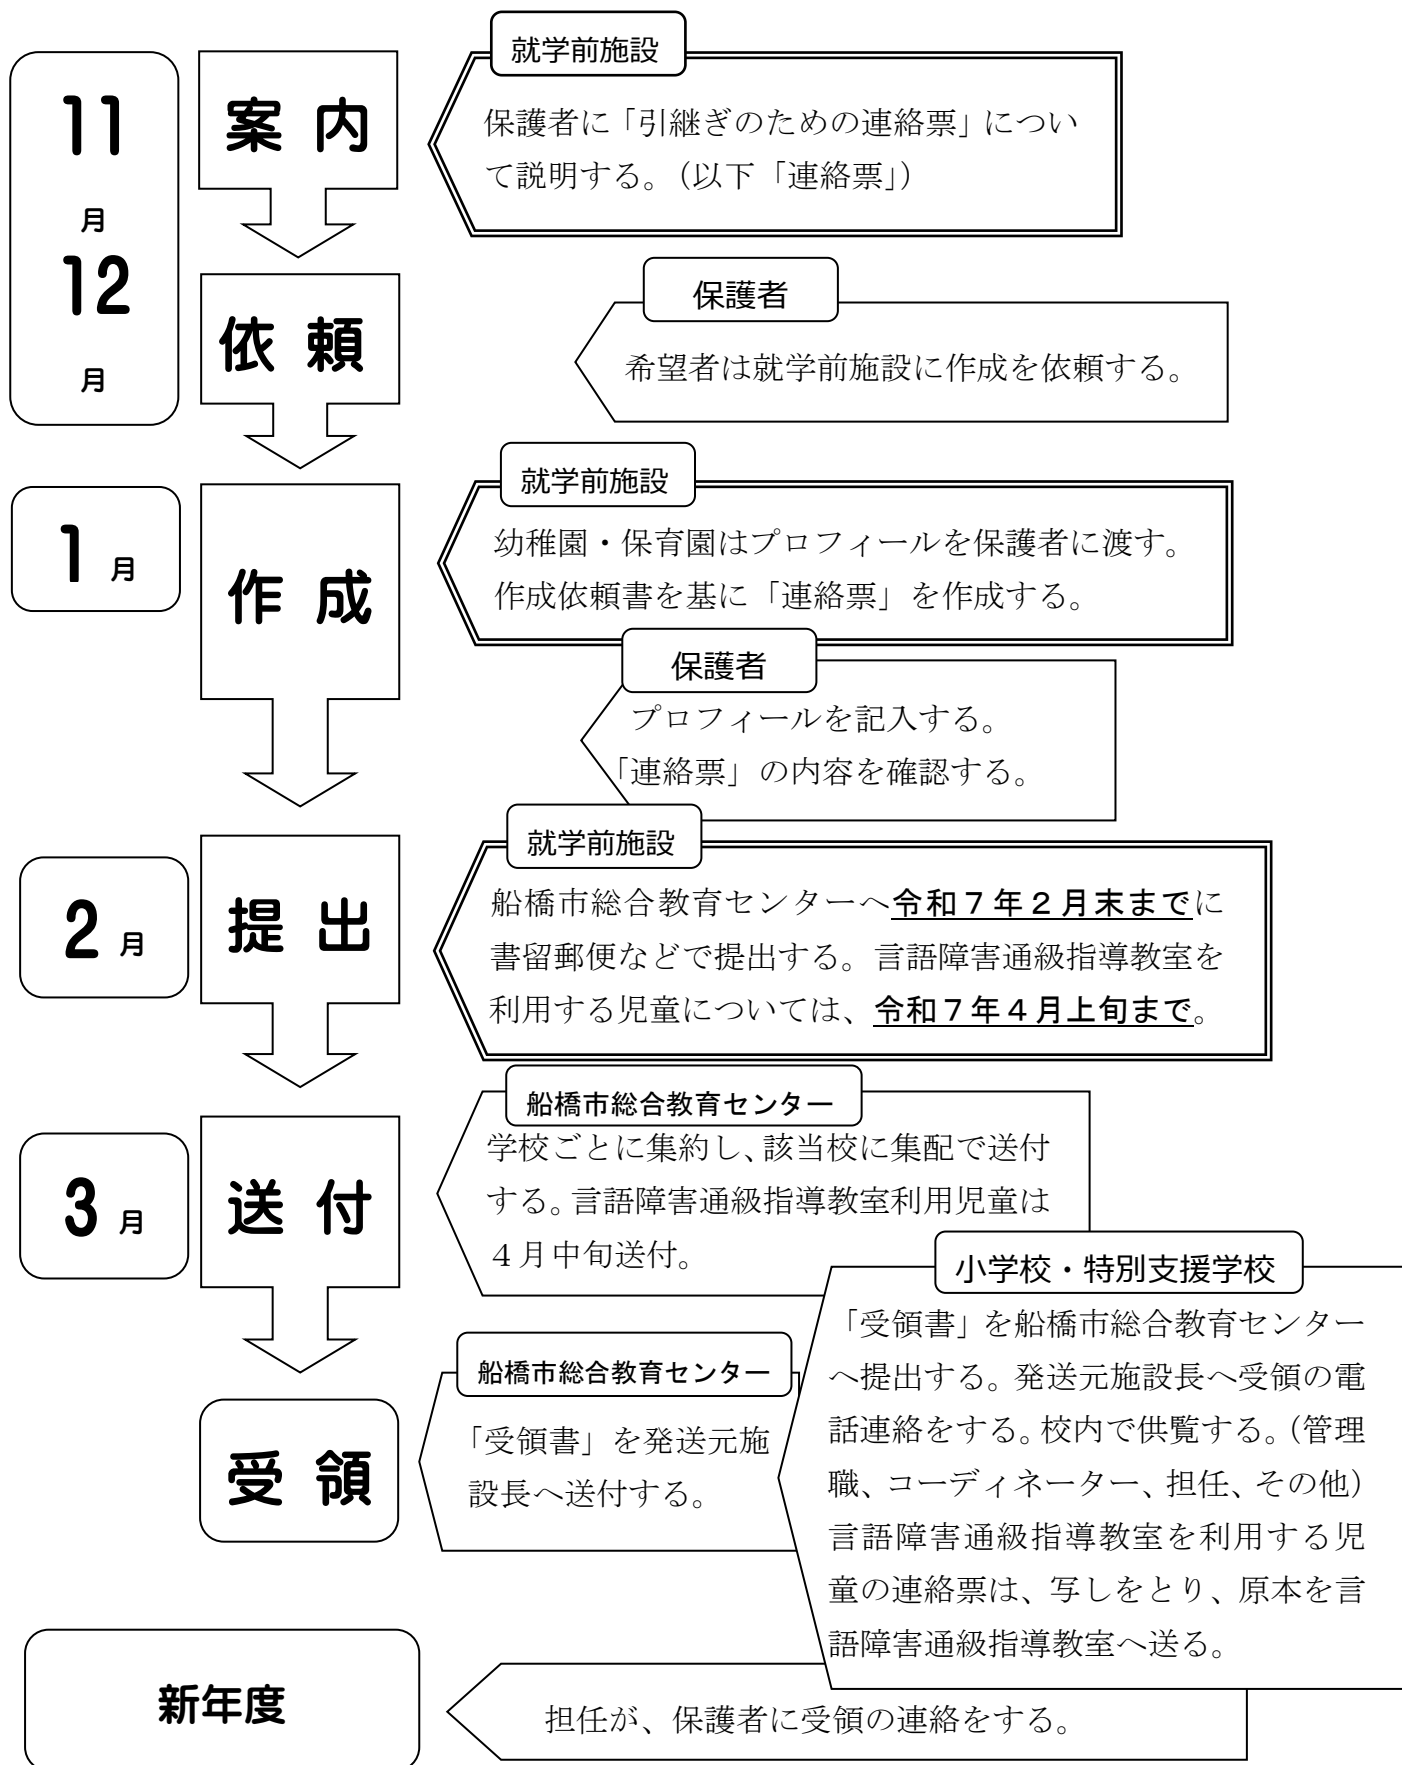 11
月
12
月
案 内
就学前施設
保護者に「引継ぎのための連絡票」につい
て説明する。(以下「連絡票」)
依 頼
保護者
希望者は就学前施設に作成を依頼する。
1月
作 成
就学前施設
幼稚園・保育園はプロフィールを保護者に渡す。
作成依頼書を基に「連絡票」を作成する。
保護者
プロフィールを記入する。
「連絡票」の内容を確認する。
2月
提 出
就学前施設
船橋市総合教育センターへ令和７年２月末までに
書留郵便などで提出する。言語障害通級指導教室を
利用する児童については、令和７年４月上旬まで。
3月
送 付
船橋市総合教育センター
学校ごとに集約し、該当校に集配で送付
する。言語障害通級指導教室利用児童は
４月中旬送付。
受 領
船橋市総合教育センター
「受領書」を発送元施
設長へ送付する。
小学校・特別支援学校
「受領書」を船橋市総合教育センター
へ提出する。発送元施設長へ受領の電
話連絡をする。校内で供覧する。(管理
職、コーディネーター、担任、その他)
言語障害通級指導教室を利用する児
童の連絡票は、写しをとり、原本を言
語障害通級指導教室へ送る。
新年度
担任が、保護者に受領の連絡をする。